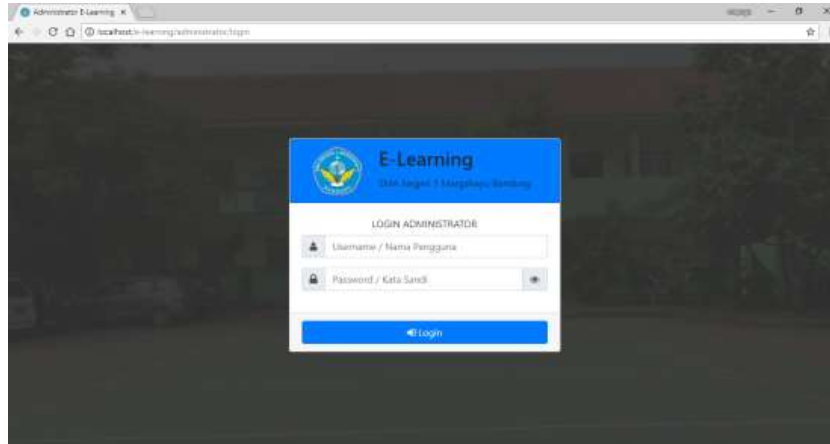 Administrator E-Learning
localhost/e-learning/administrator/login
E-Learning
SMA Negeri 1 Margahayu Bandung
LOGIN ADMINISTRATOR
Username / Nama Pengguna
Password / Kata Sandi
Login